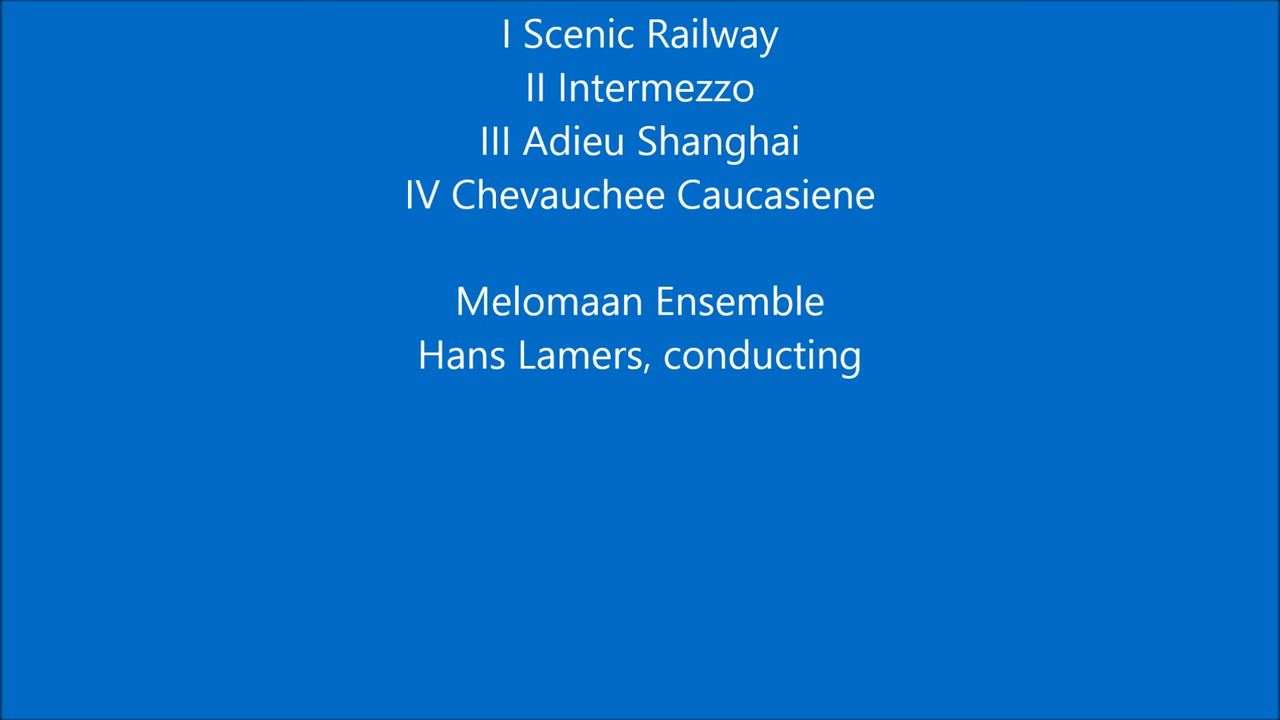 I Scenic Railway
II Intermezzo
III Adieu Shanghai
IV Chevauchee Caucasiene
Melomaan Ensemble
Hans Lamers, conducting